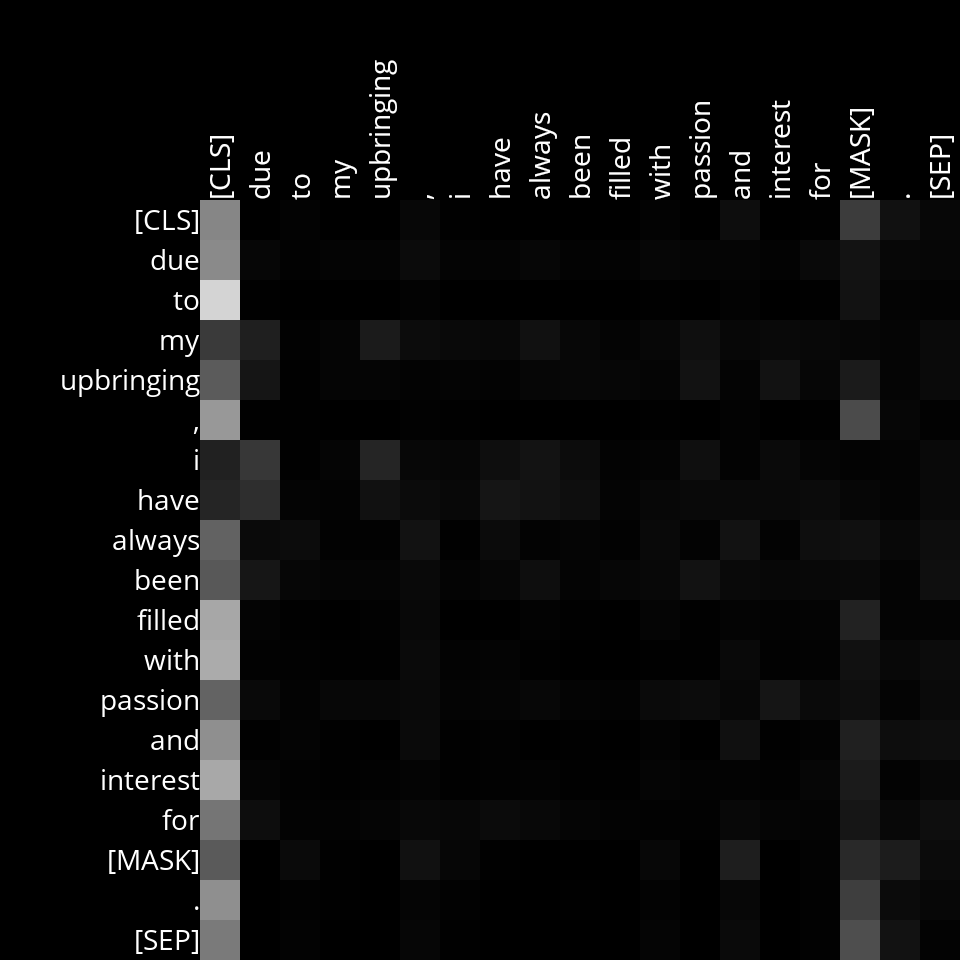 [CLS] due to my upbringing , i have always been filled with passion and interest for [MASK] . [SEP]
[CLS]
due
to
my
upbringing
,
i
have
always
been
filled
with
passion
and
interest
for
[MASK]
.
[SEP]